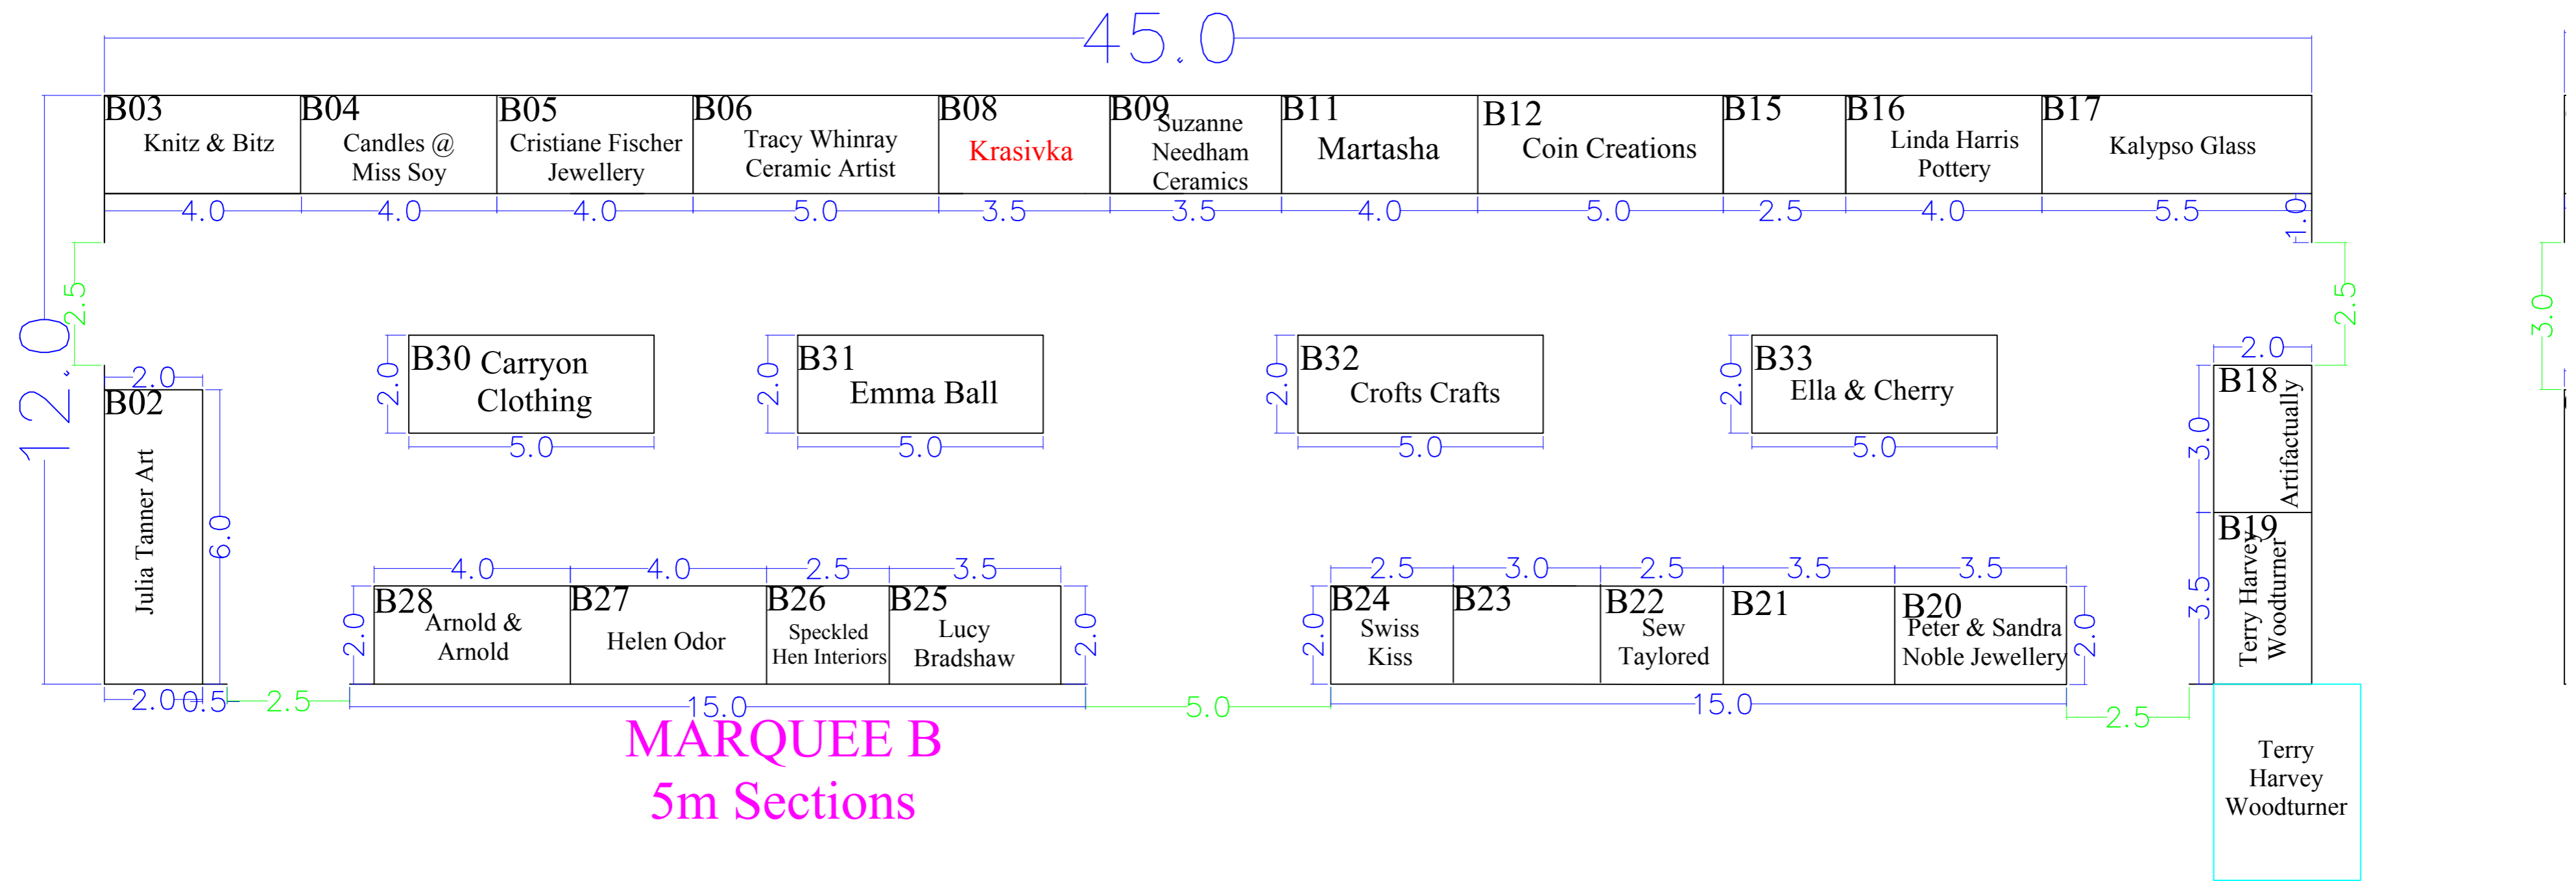 45.0
B03
Knitz & Bitz
B04
Candles @
Miss Soy
B05
Cristiane Fischer
Jewellery
B06
Tracy Whinray
Ceramic Artist
B08
Krasivka
B09
Suzanne
Needham
Ceramics
B11
Martasha
B12
Coin Creations
B15
B16
Linda Harris
Pottery
B17
Kalypso Glass
4.0
4.0
4.0
5.0
3.5
3.5
4.0
5.0
2.5
4.0
5.5
1.0
12.0
2.5
2.5
3.0
2.0
B02
Julia Tanner Art
6.0
2.0
B30 Carryon
Clothing
5.0
2.0
B31
Emma Ball
5.0
2.0
B32
Crofts Crafts
5.0
2.0
B33
Ella & Cherry
5.0
2.0
B18
Artifactually
3.0
B19
Terry Harvey
Woodturner
3.5
4.0
4.0
2.5
3.5
2.0
B28
Arnold &
Arnold
B27
Helen Odor
B26
Speckled
Hen Interiors
B25
Lucy
Bradshaw
2.0
2.5
3.0
2.5
3.5
3.5
2.0
B24
Swiss
Kiss
B23
B22
Sew
Taylored
B21
B20
Peter & Sandra
Noble Jewellery
2.0
2.0
0.5
2.5
15.0
5.0
15.0
2.5
MARQUEE B
5m Sections
Terry
Harvey
Woodturner